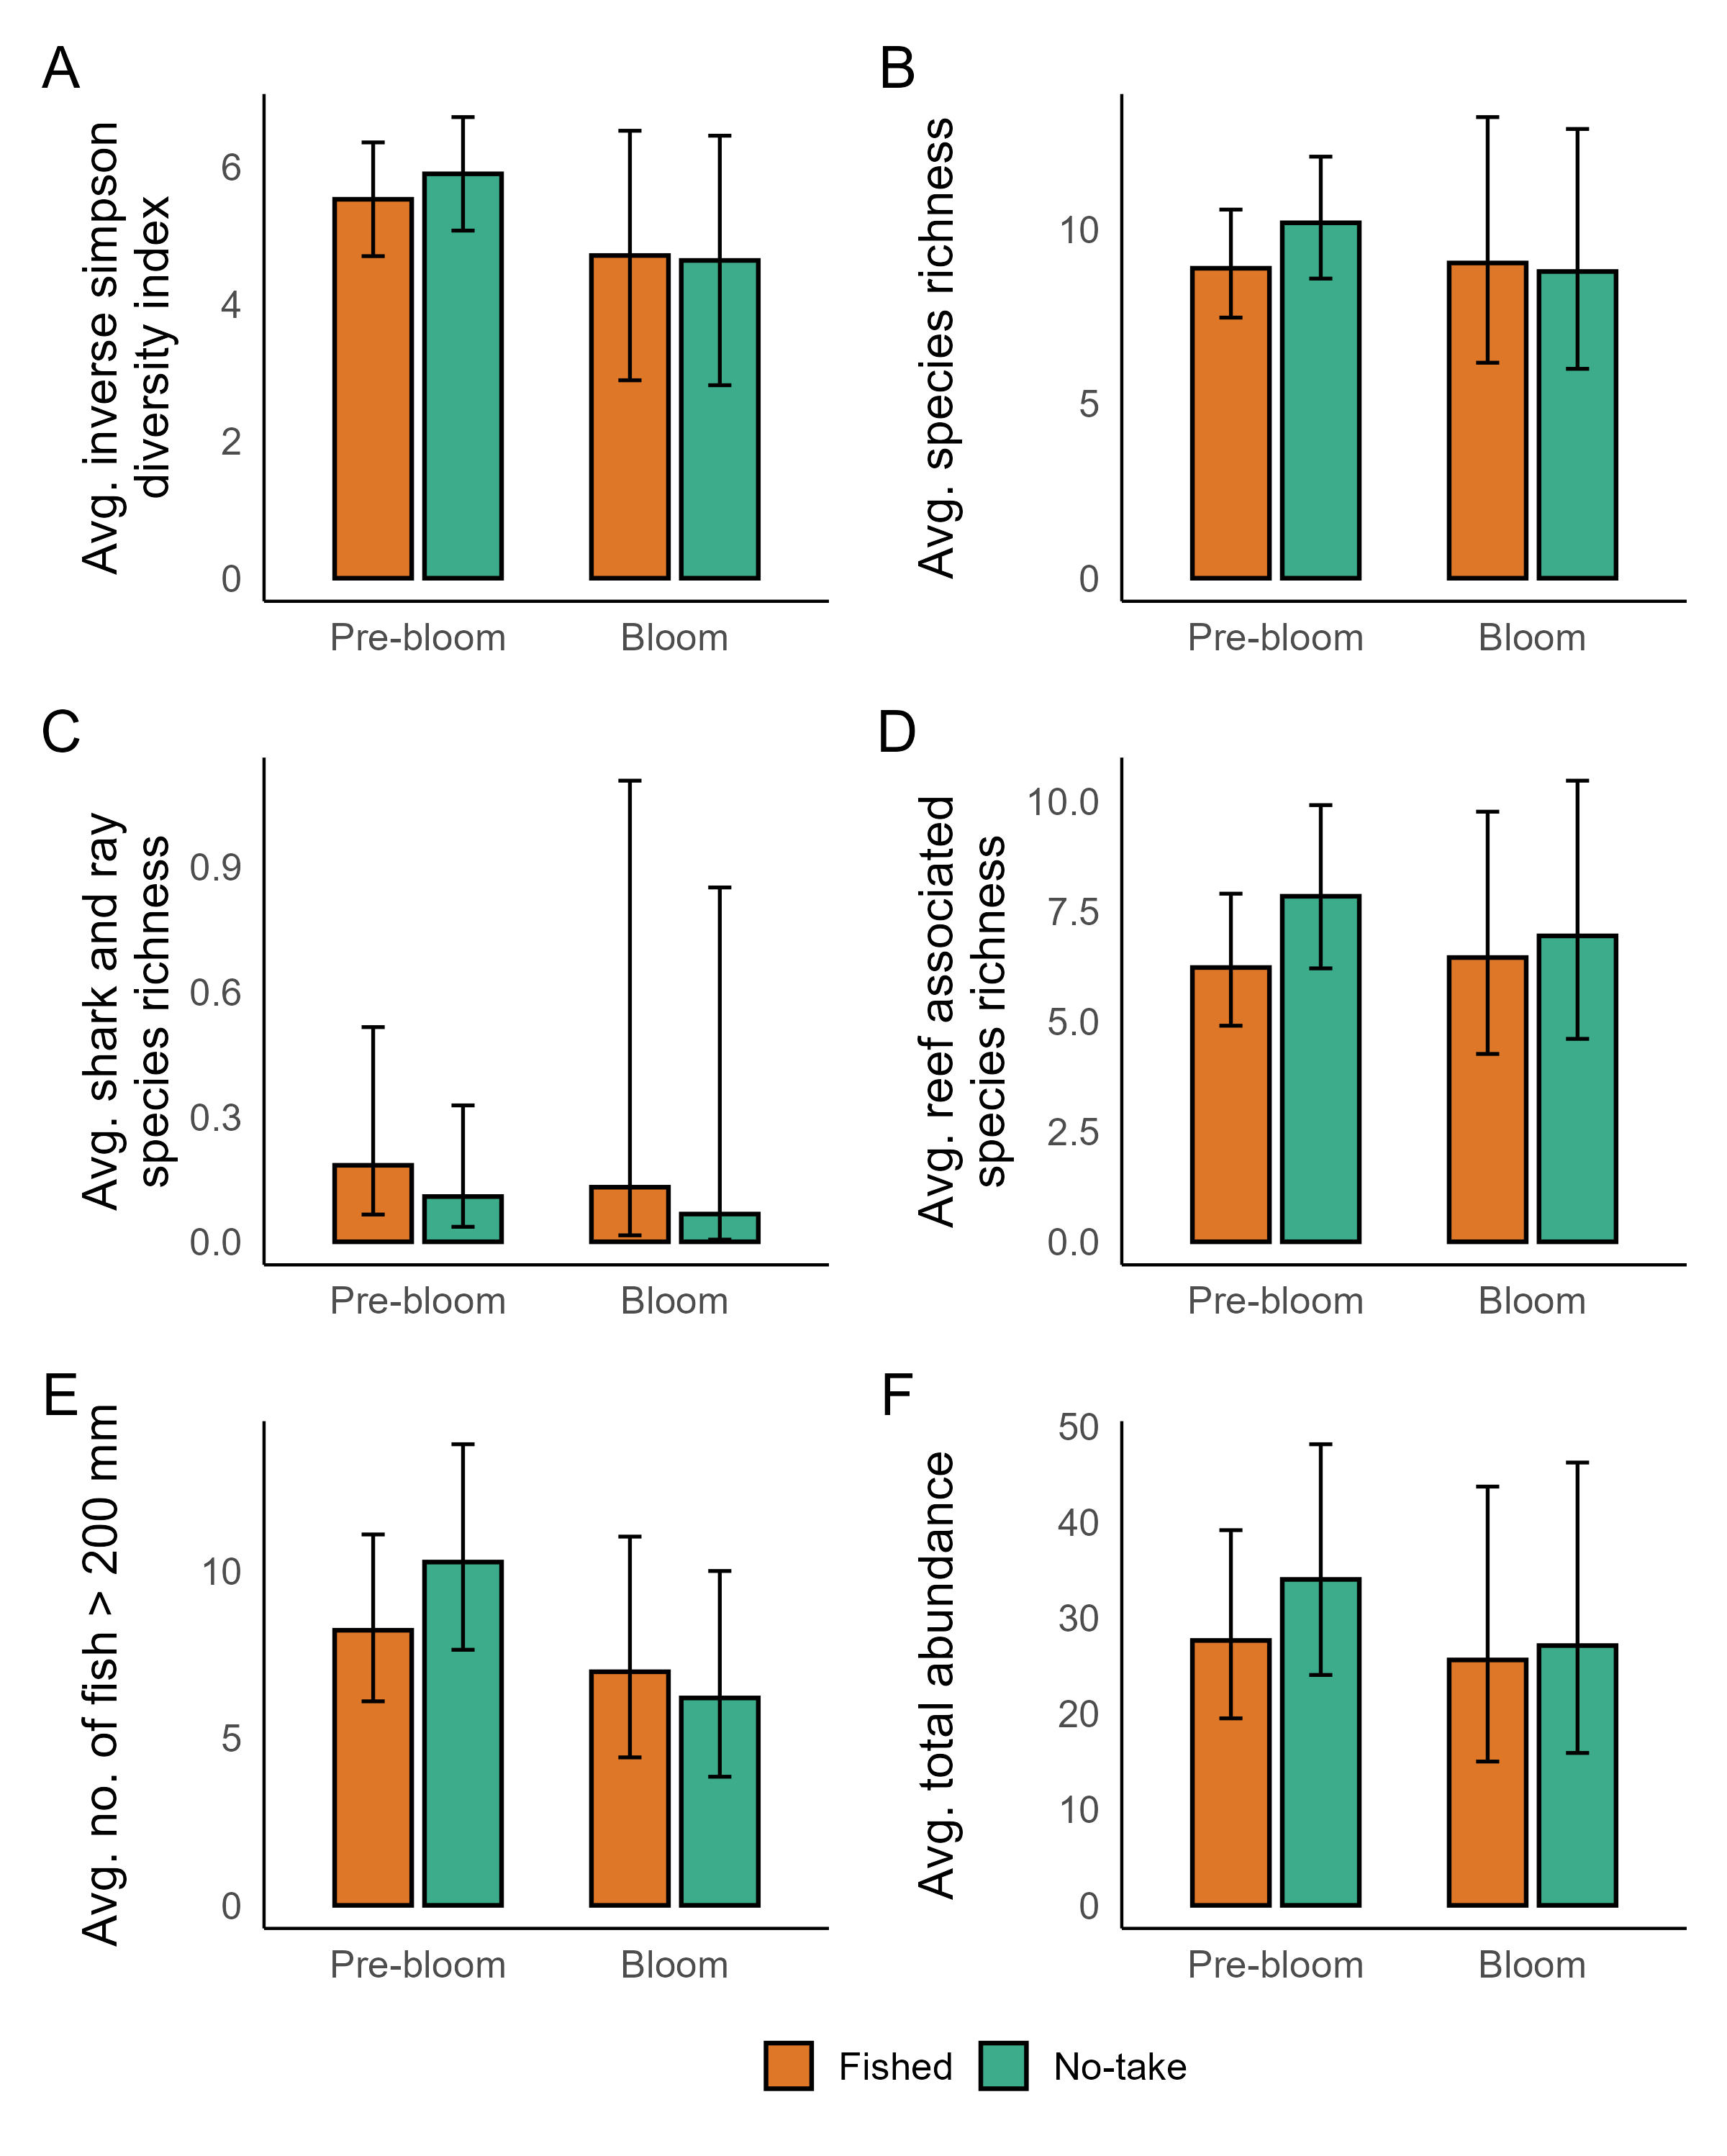 A
Avg. inverse simpson
diversity index
6
4
2
0
Pre-bloom
Bloom
B
Avg. species richness
10
5
0
Pre-bloom
Bloom
C
Avg. shark and ray
species richness
0.9
0.6
0.3
0.0
Pre-bloom
Bloom
D
Avg. reef associated
species richness
10.0
7.5
5.0
2.5
0.0
Pre-bloom
Bloom
E
Avg. no. of fish > 200 mm
10
5
0
Pre-bloom
Bloom
F
Avg. total abundance
50
40
30
20
10
0
Pre-bloom
Bloom
Fished
No-take